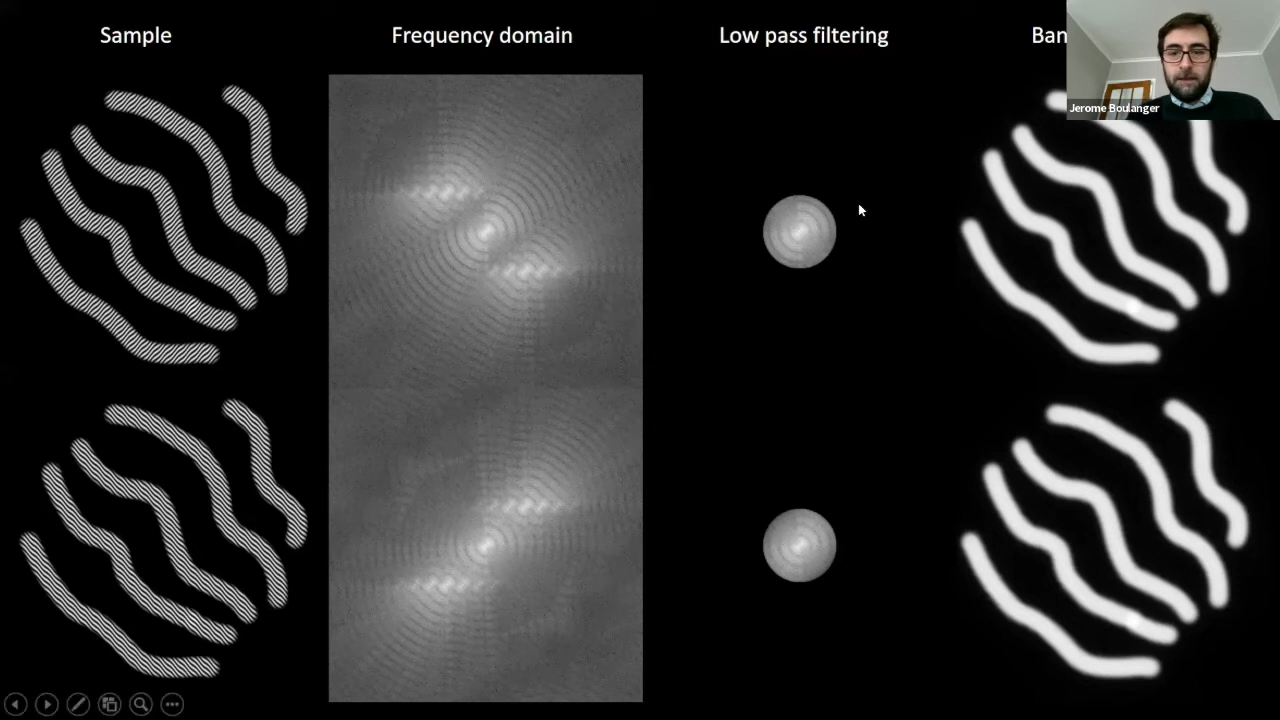 Sample
Frequency domain
Low pass filtering
Ban
Jerome Boulanger